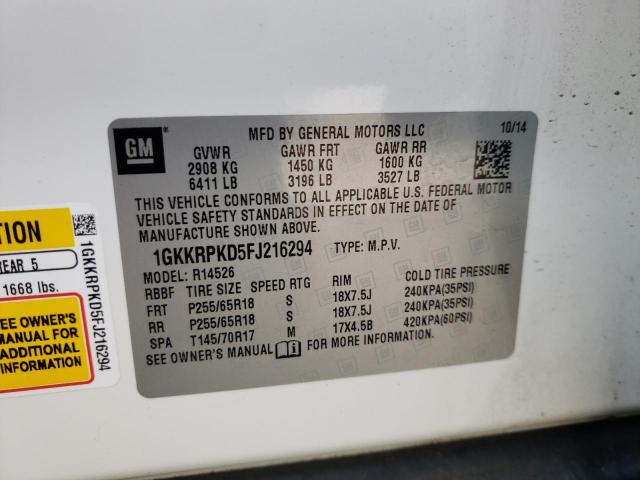 GM
MFD BY GENERAL MOTORS LLC 10/14
GVWR GAWR FRT GAWR RR
2908 KG 1450 KG 1600 KG
6411 LB 3196 LB 3527 LB
THIS VEHICLE CONFORMS TO ALL APPLICABLE U.S. FEDERAL MOTOR
VEHICLE SAFETY STANDARDS IN EFFECT ON THE DATE OF
MANUFACTURE SHOWN ABOVE.
1GKKRPKD5FJ216294 TYPE: M.P.V.
MODEL: R14526
RBBF TIRE SIZE SPEED RTG RIM COLD TIRE PRESSURE
FRT P255/65R18 S 18X7.5J 240KPA(35PSI)
RR P255/65R18 S 18X7.5J 240KPA(35PSI)
SPA T145/70R17 M 17X4.5B 420KPA(60PSI)
SEE OWNER'S MANUAL FOR MORE INFORMATION.
TION
REAR 5
1668 lbs.
SEE OWNER'S
MANUAL FOR
ADDITIONAL
INFORMATION
1GKKRPKD5FJ216294